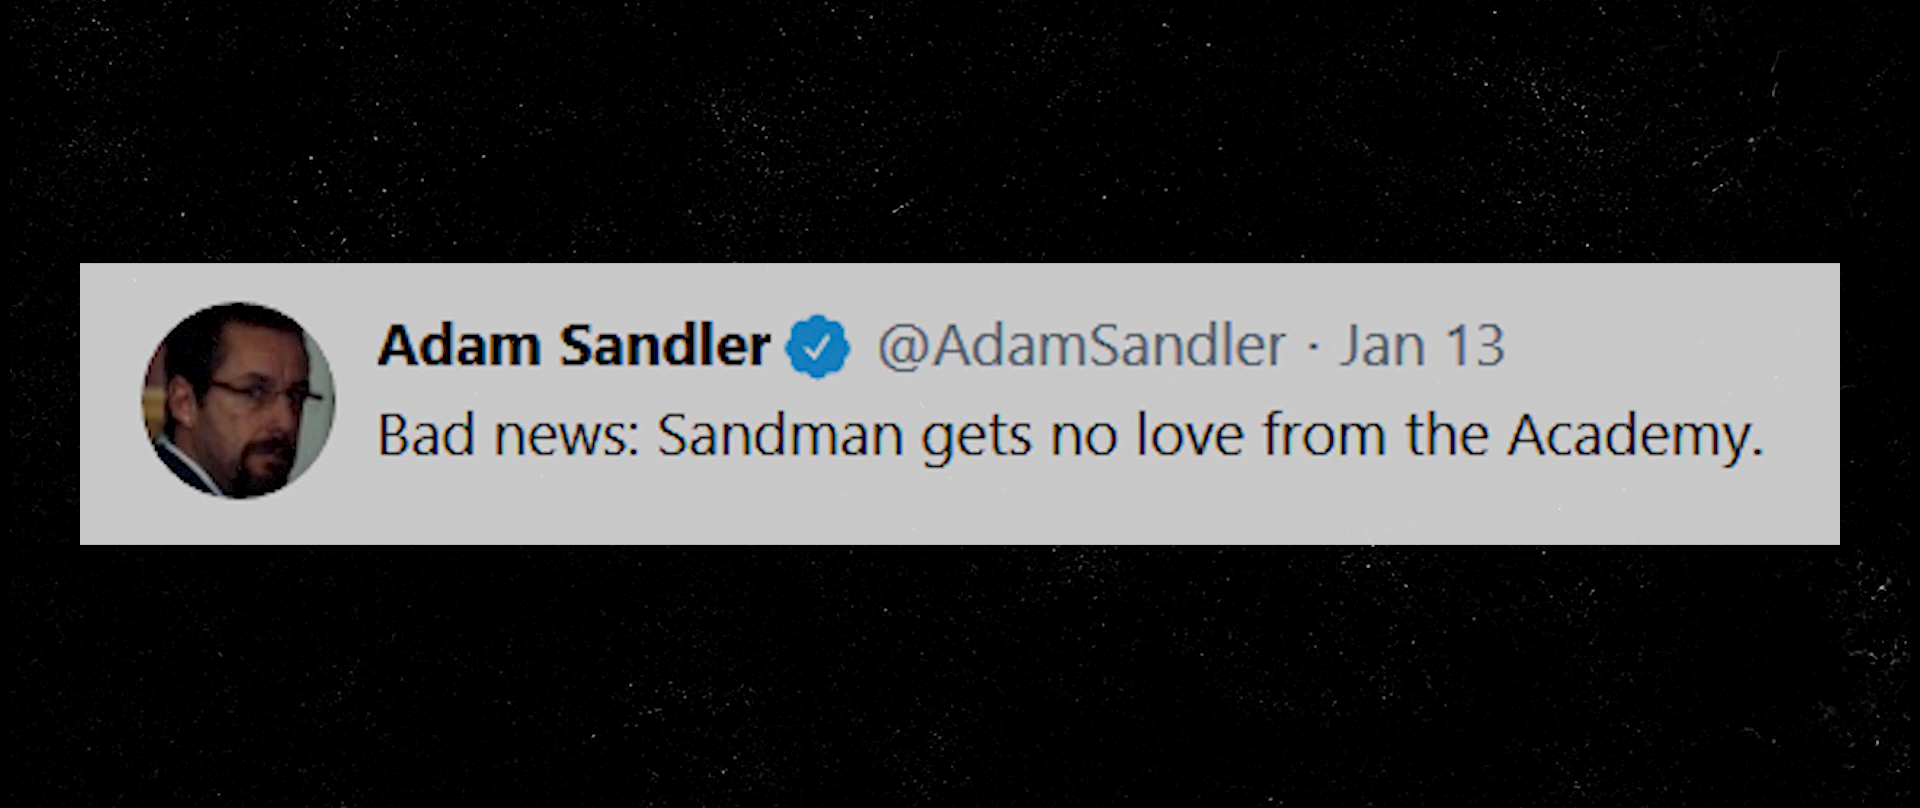 Adam Sandler @AdamSandler · Jan 13
Bad news: Sandman gets no love from the Academy.